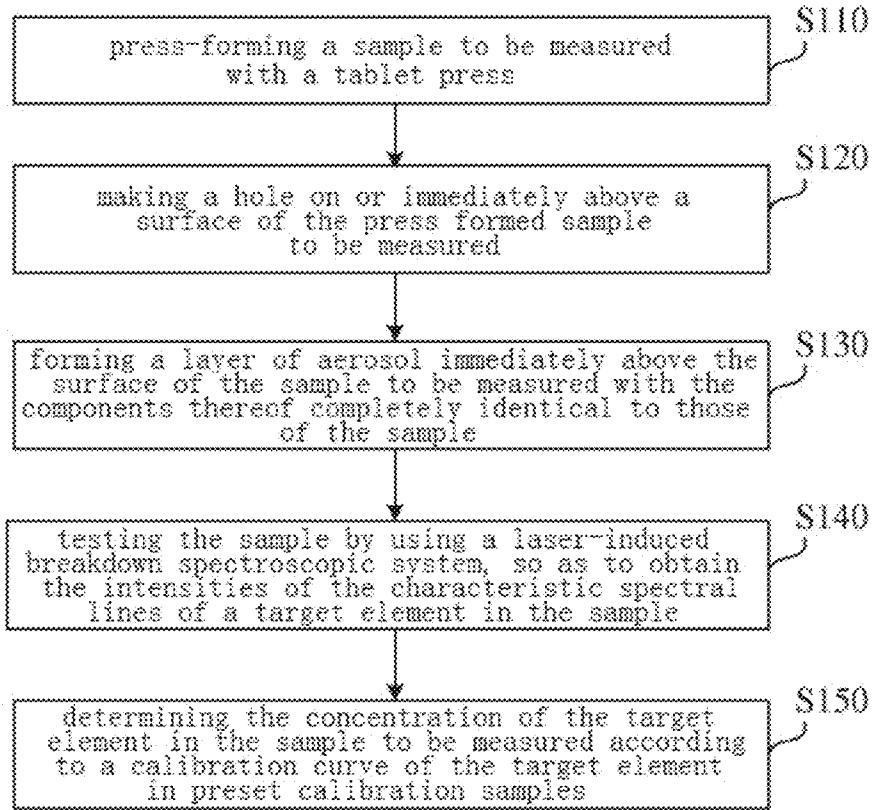 S110
press-forming a sample to be measured
with a tablet press
S120
making a hole on or immediately above a
surface of the press formed sample
to be measured
S130
forming a layer of aerosol immediately above the
surface of the sample to be measured with the
components thereof completely identical to those
of the sample
S140
testing the sample by using a laser-induced
breakdown spectroscopic system, so as to obtain
the intensities of the characteristic spectral
lines of a target element in the sample
S150
determining the concentration of the target
element in the sample to be measured according
to a calibration curve of the target element
in preset calibration samples